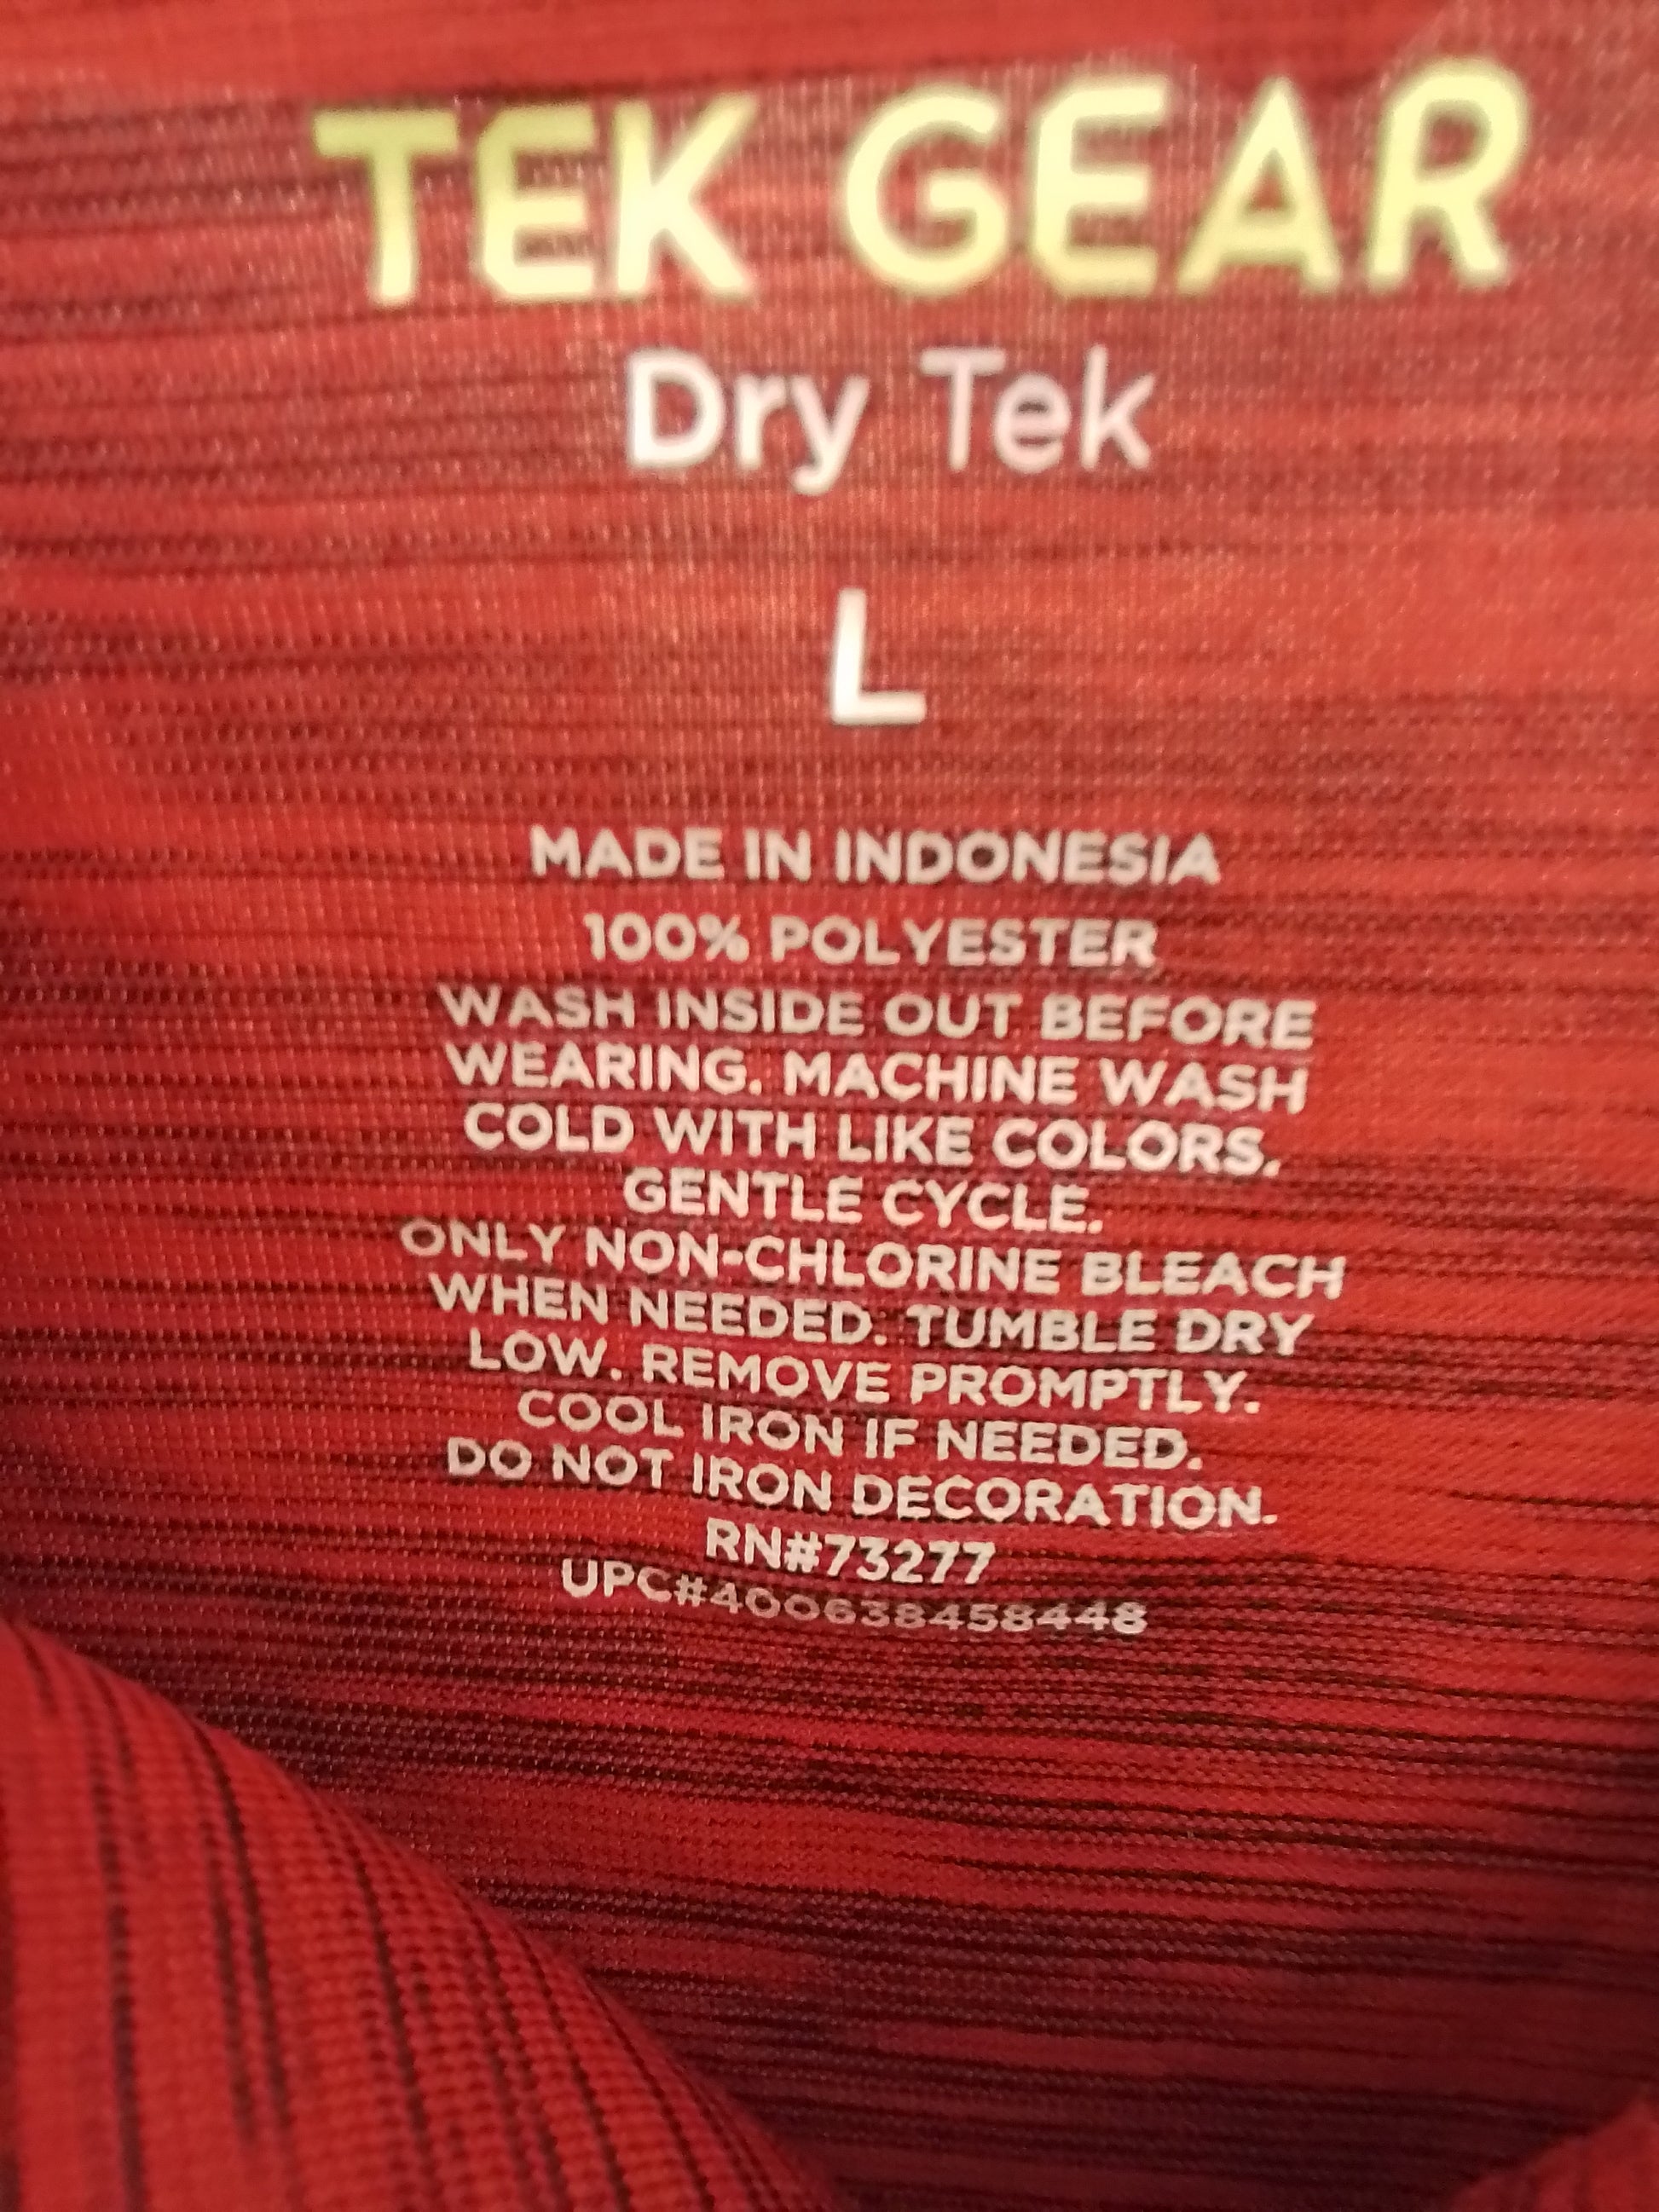 TEK GEAR
Dry Tek
L
MADE IN INDONESIA
100% POLYESTER
WASH INSIDE OUT BEFORE
WEARING. MACHINE WASH
COLD WITH LIKE COLORS.
GENTLE CYCLE.
ONLY NON-CHLORINE BLEACH
WHEN NEEDED. TUMBLE DRY
LOW. REMOVE PROMPTLY.
COOL IRON IF NEEDED.
DO NOT IRON DECORATION.
RN#73277
UPC#400638458448